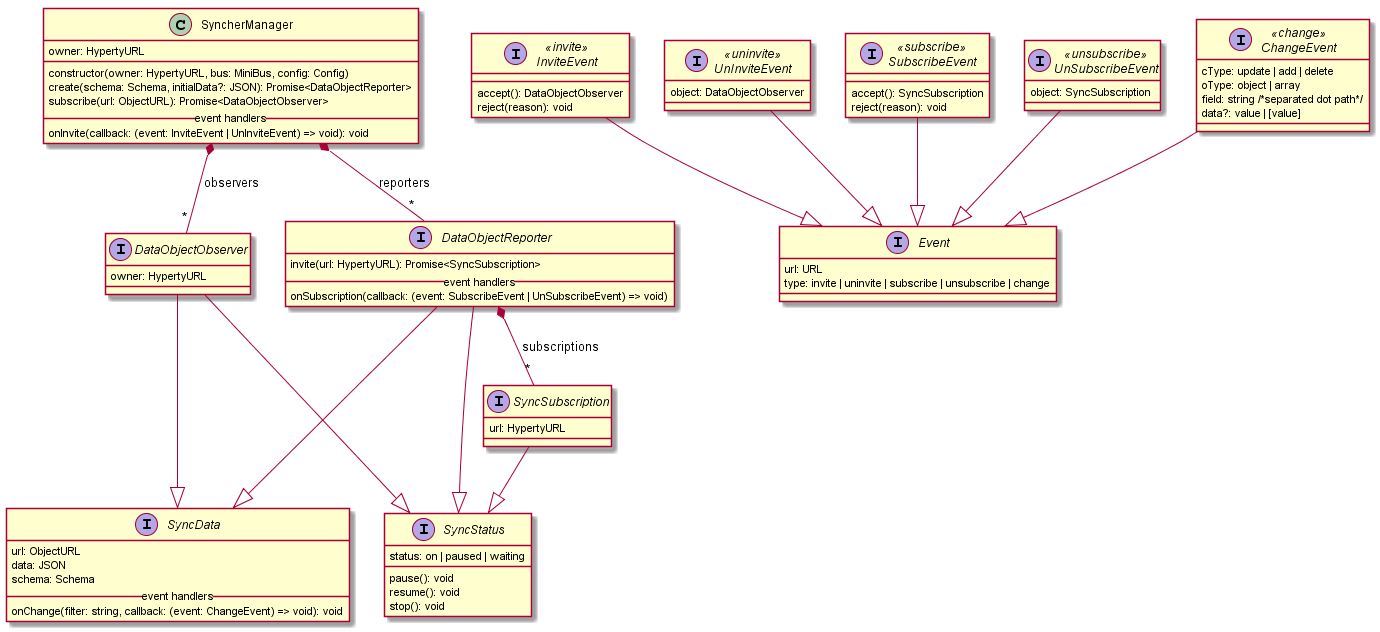 C SyncherManager
owner: HypertyURL
constructor(owner: HypertyURL, bus: MiniBus, config: Config)
create(schema: Schema, initialData?: JSON): Promise<DataObjectReporter>
subscribe(url: ObjectURL): Promise<DataObjectObserver>
event handlers
onInvite(callback: (event: InviteEvent | UnInviteEvent) => void): void
I «invite»
InviteEvent
accept(): DataObjectObserver
reject(reason): void
I «uninvite»
UnInviteEvent
object: DataObjectObserver
I «subscribe»
SubscribeEvent
accept(): SyncSubscription
reject(reason): void
I «unsubscribe»
UnSubscribeEvent
object: SyncSubscription
I «change»
ChangeEvent
cType: update | add | delete
oType: object | array
field: string /*separated dot path*/
data?: value | [value]
observers
*
reporters
*
I DataObjectObserver
owner: HypertyURL
I DataObjectReporter
invite(url: HypertyURL): Promise<SyncSubscription>
event handlers
onSubscription(callback: (event: SubscribeEvent | UnSubscribeEvent) => void)
I Event
url: URL
type: invite | uninvite | subscribe | unsubscribe | change
subscriptions
*
I SyncSubscription
url: HypertyURL
I SyncData
url: ObjectURL
data: JSON
schema: Schema
event handlers
onChange(filter: string, callback: (event: ChangeEvent) => void): void
I SyncStatus
status: on | paused | waiting
pause(): void
resume(): void
stop(): void